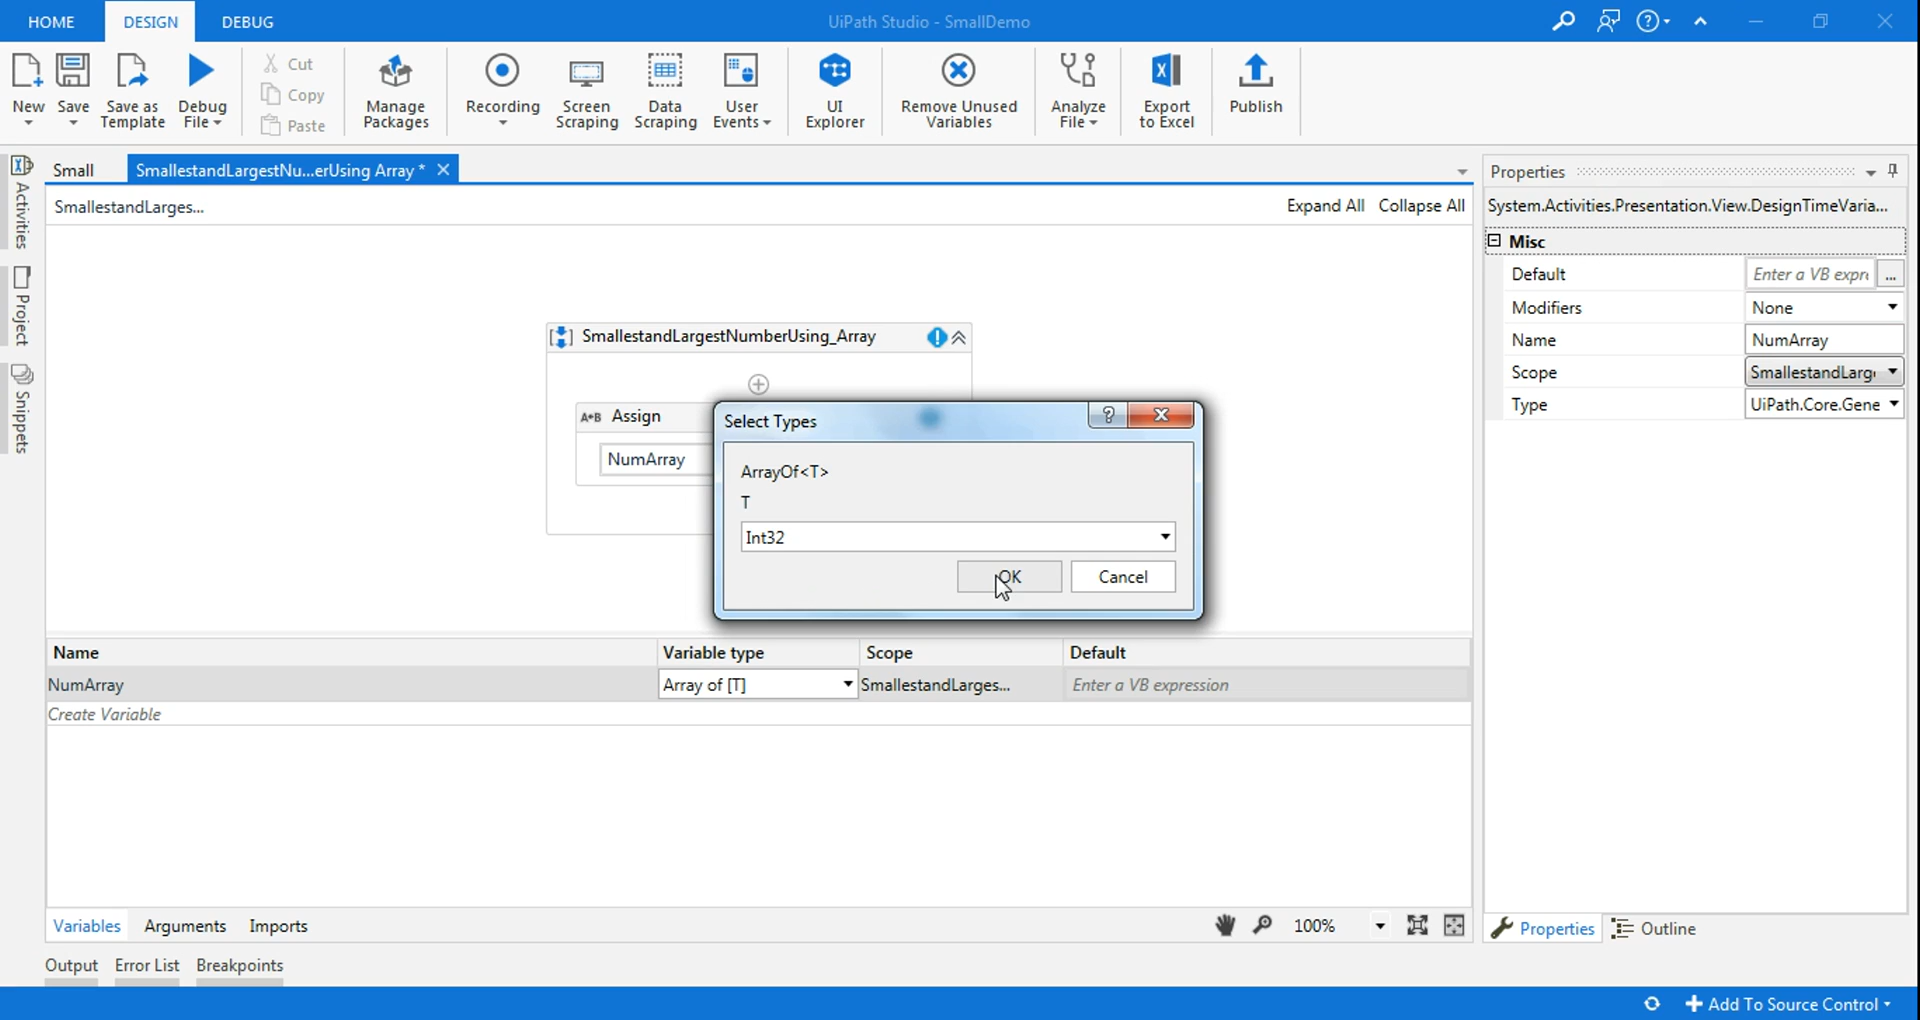 HOME DESIGN DEBUG UiPath Studio - SmallDemo
New Save Save as Template Debug File
Cut
Copy
Paste
Manage Packages
Recording
Screen Scraping
Data Scraping
User Events
UI Explorer
Remove Unused Variables
Analyze File
Export to Excel
Publish
Activities
Project
Snippets
Small SmallestandLargestNu...erUsing Array *
SmallestandLarges... Expand All Collapse All
SmallestandLargestNumberUsing_Array
A+B Assign
NumArray
Select Types
ArrayOf<T>
T
Int32
OK Cancel
Name Variable type Scope Default
NumArray Array of [T] SmallestandLarges... Enter a VB expression
Create Variable
Variables Arguments Imports 100%
Output Error List Breakpoints
Properties
System.Activities.Presentation.View.DesignTimeVaria...
Misc
Default Enter a VB expre ...
Modifiers None
Name NumArray
Scope SmallestandLarg
Type UiPath.Core.Gene
Properties Outline
Add To Source Control